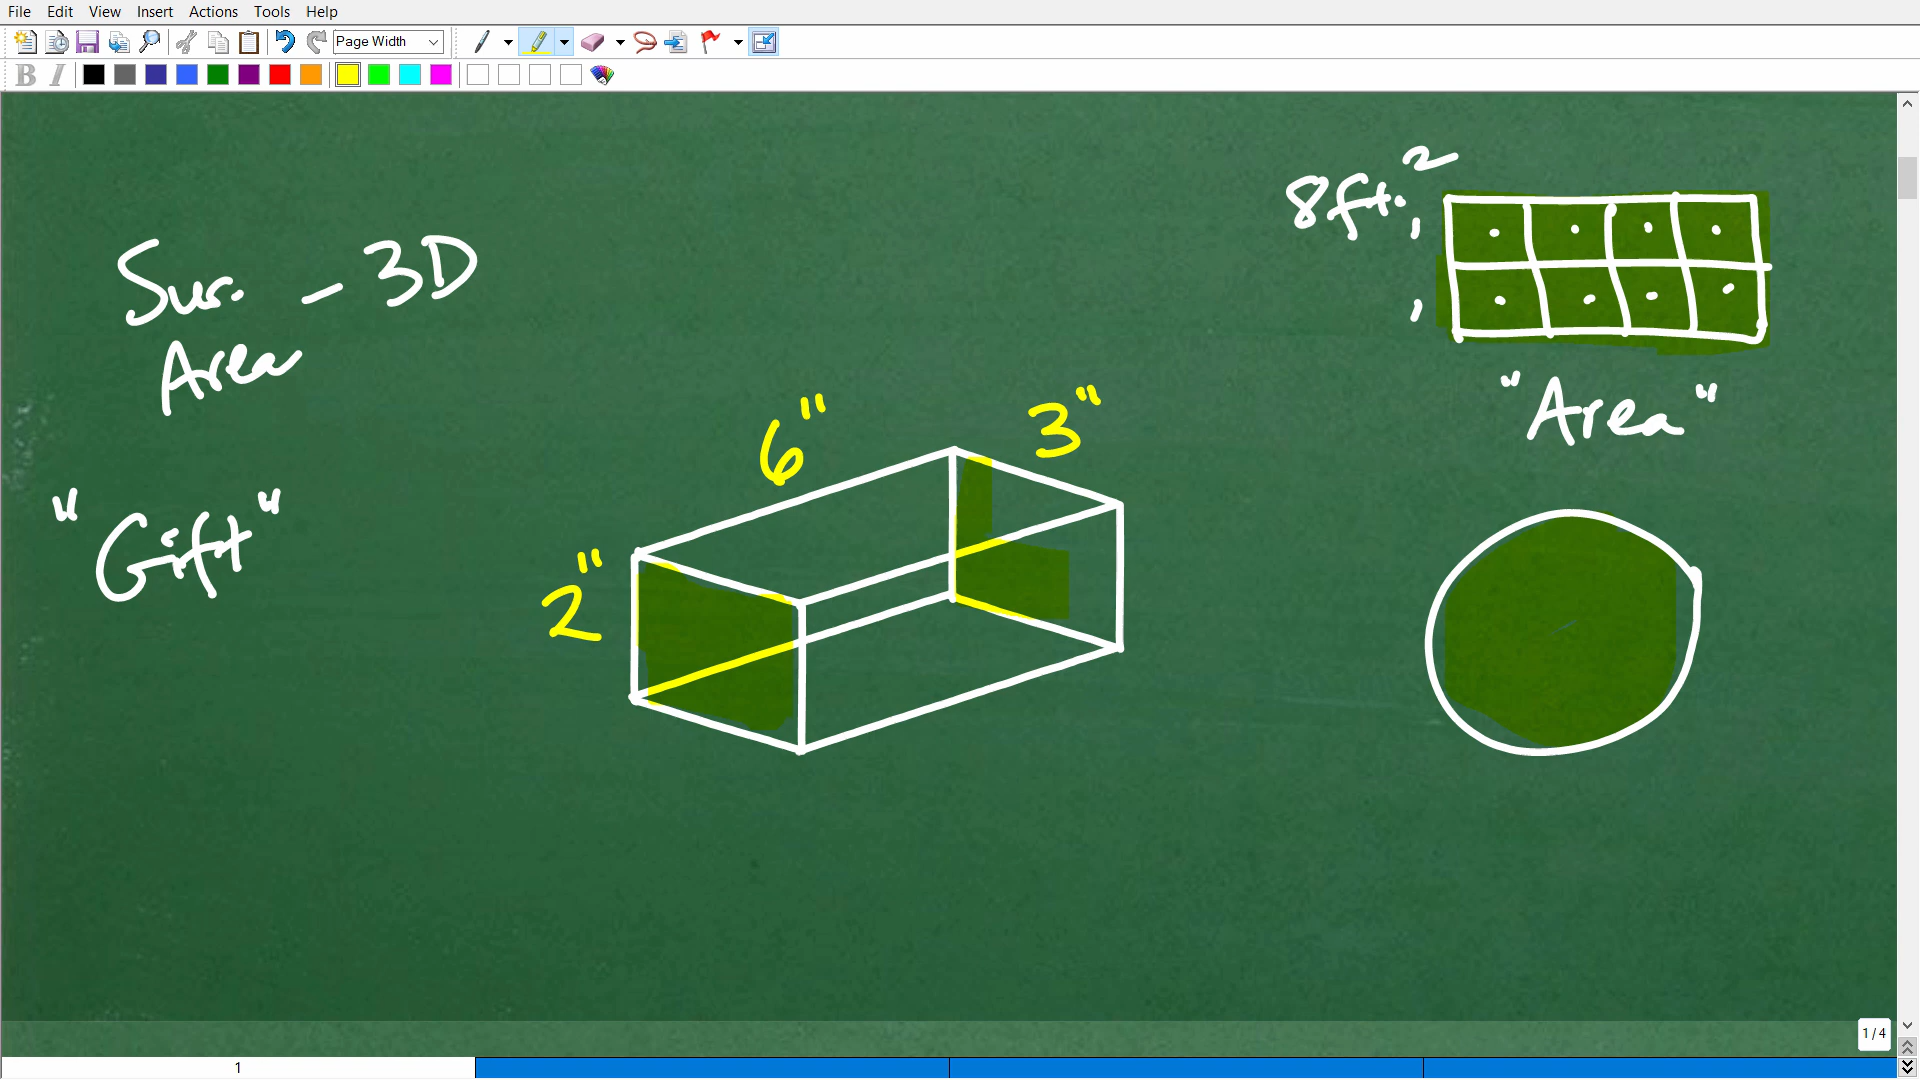 File Edit View Insert Actions Tools Help
Page Width
B I
8ft.²
Sur. - 3D
Area
"Area"
6"
3"
"Gift"
2"
1 / 4
1